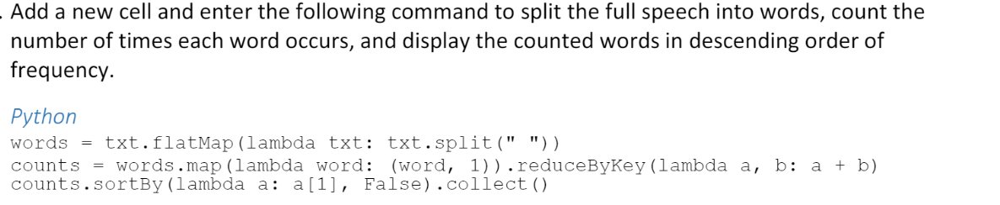 . Add a new cell and enter the following command to split the full speech into words, count the
number of times each word occurs, and display the counted words in descending order of
frequency.
Python
words = txt.flatMap(lambda txt: txt.split(" "))
counts = words.map(lambda word: (word, 1)).reduceByKey(lambda a, b: a + b)
counts.sortBy(lambda a: a[1], False).collect()